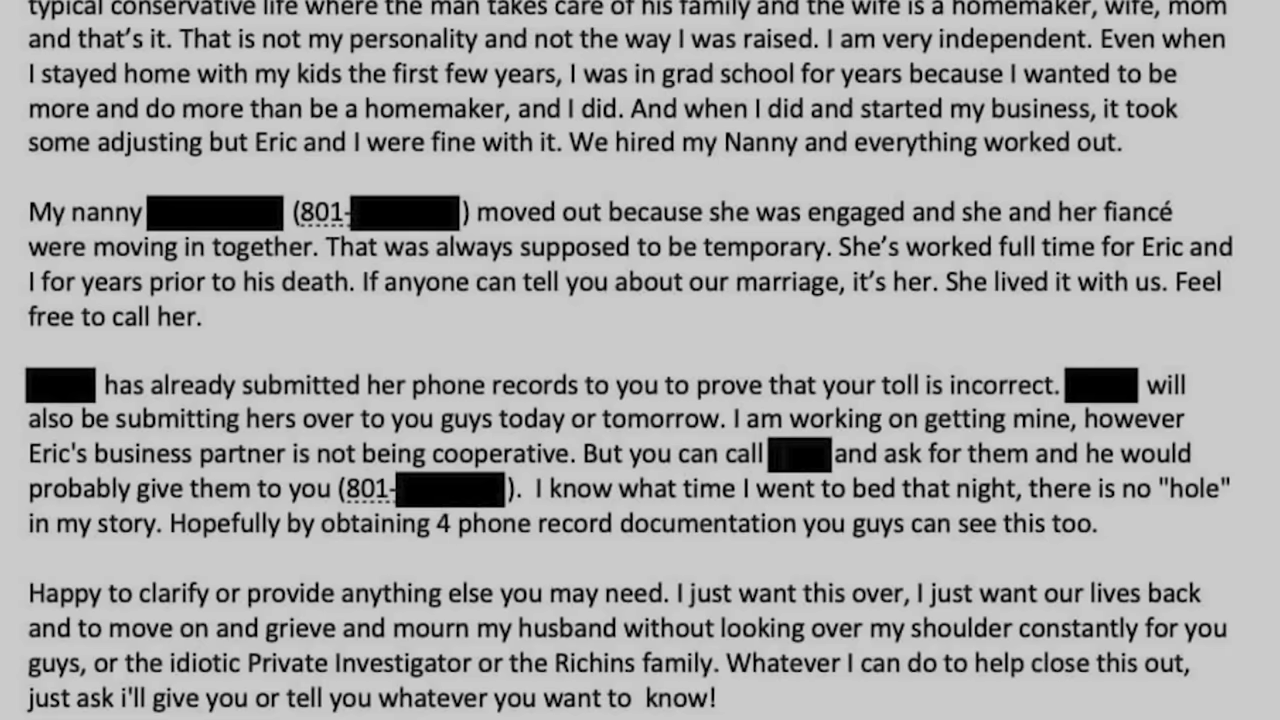 typical conservative life where the man takes care of his family and the wife is a homemaker, wife, mom
and that's it. That is not my personality and not the way I was raised. I am very independent. Even when
I stayed home with my kids the first few years, I was in grad school for years because I wanted to be
more and do more than be a homemaker, and I did. And when I did and started my business, it took
some adjusting but Eric and I were fine with it. We hired my Nanny and everything worked out.
My nanny (801- ) moved out because she was engaged and she and her fiancé
were moving in together. That was always supposed to be temporary. She's worked full time for Eric and
I for years prior to his death. If anyone can tell you about our marriage, it's her. She lived it with us. Feel
free to call her.
has already submitted her phone records to you to prove that your toll is incorrect. will
also be submitting hers over to you guys today or tomorrow. I am working on getting mine, however
Eric's business partner is not being cooperative. But you can call and ask for them and he would
probably give them to you (801- ). I know what time I went to bed that night, there is no "hole"
in my story. Hopefully by obtaining 4 phone record documentation you guys can see this too.
Happy to clarify or provide anything else you may need. I just want this over, I just want our lives back
and to move on and grieve and mourn my husband without looking over my shoulder constantly for you
guys, or the idiotic Private Investigator or the Richins family. Whatever I can do to help close this out,
just ask i'll give you or tell you whatever you want to  know!